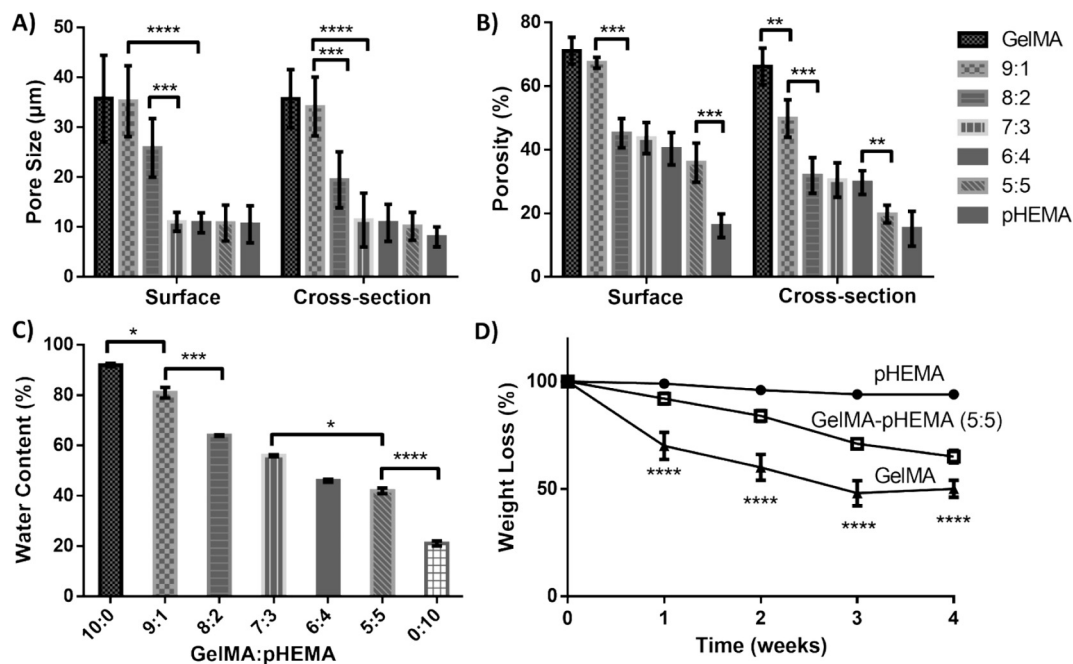 A)
****
****
***
***
Pore Size (µm)
50
40
30
20
10
0
Surface
Cross-section
B)
***
**
***
***
**
Porosity (%)
80
60
40
20
0
Surface
Cross-section
GelMA
9:1
8:2
7:3
6:4
5:5
pHEMA
C)
*
***
*
****
Water Content (%)
100
80
60
40
20
0
10:0
9:1
8:2
7:3
6:4
5:5
0:10
GelMA:pHEMA
D)
Weight Loss (%)
100
50
0
pHEMA
GelMA-pHEMA (5:5)
GelMA
****
****
****
****
0
1
2
3
4
Time (weeks)